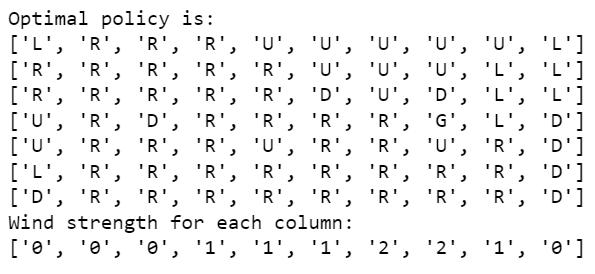 Optimal policy is:
['L', 'R', 'R', 'R', 'U', 'U', 'U', 'U', 'U', 'L']
['R', 'R', 'R', 'R', 'R', 'U', 'U', 'U', 'L', 'L']
['R', 'R', 'R', 'R', 'R', 'D', 'U', 'D', 'L', 'L']
['U', 'R', 'D', 'R', 'R', 'R', 'R', 'G', 'L', 'D']
['U', 'R', 'R', 'R', 'U', 'R', 'R', 'U', 'R', 'D']
['L', 'R', 'R', 'R', 'R', 'R', 'R', 'R', 'R', 'D']
['D', 'R', 'R', 'R', 'R', 'R', 'R', 'R', 'R', 'D']
Wind strength for each column:
['0', '0', '0', '1', '1', '1', '2', '2', '1', '0']